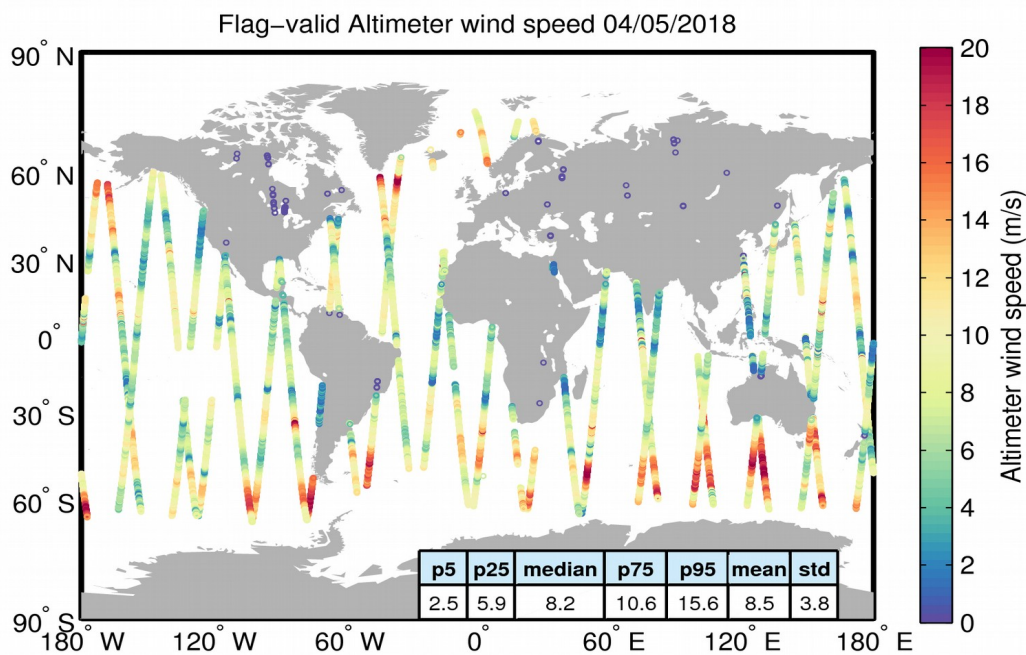 Flag-valid Altimeter wind speed 04/05/2018
90° N
60° N
30° N
0°
30° S
60° S
90° S
180° W
120° W
60° W
0°
60° E
120° E
180° E
p5 p25 median p75 p95 mean std
2.5 5.9 8.2 10.6 15.6 8.5 3.8
20
18
16
14
12
10
8
6
4
2
0
Altimeter wind speed (m/s)